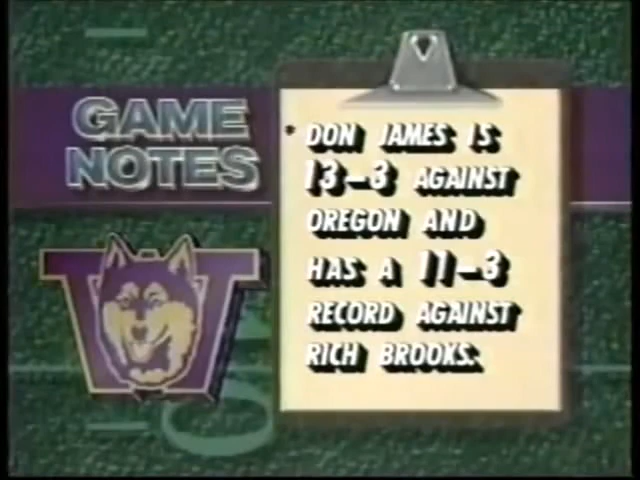 GAME
NOTES
• DON JAMES IS
13-3 AGAINST
OREGON AND
HAS A 11-3
RECORD AGAINST
RICH BROOKS.
W